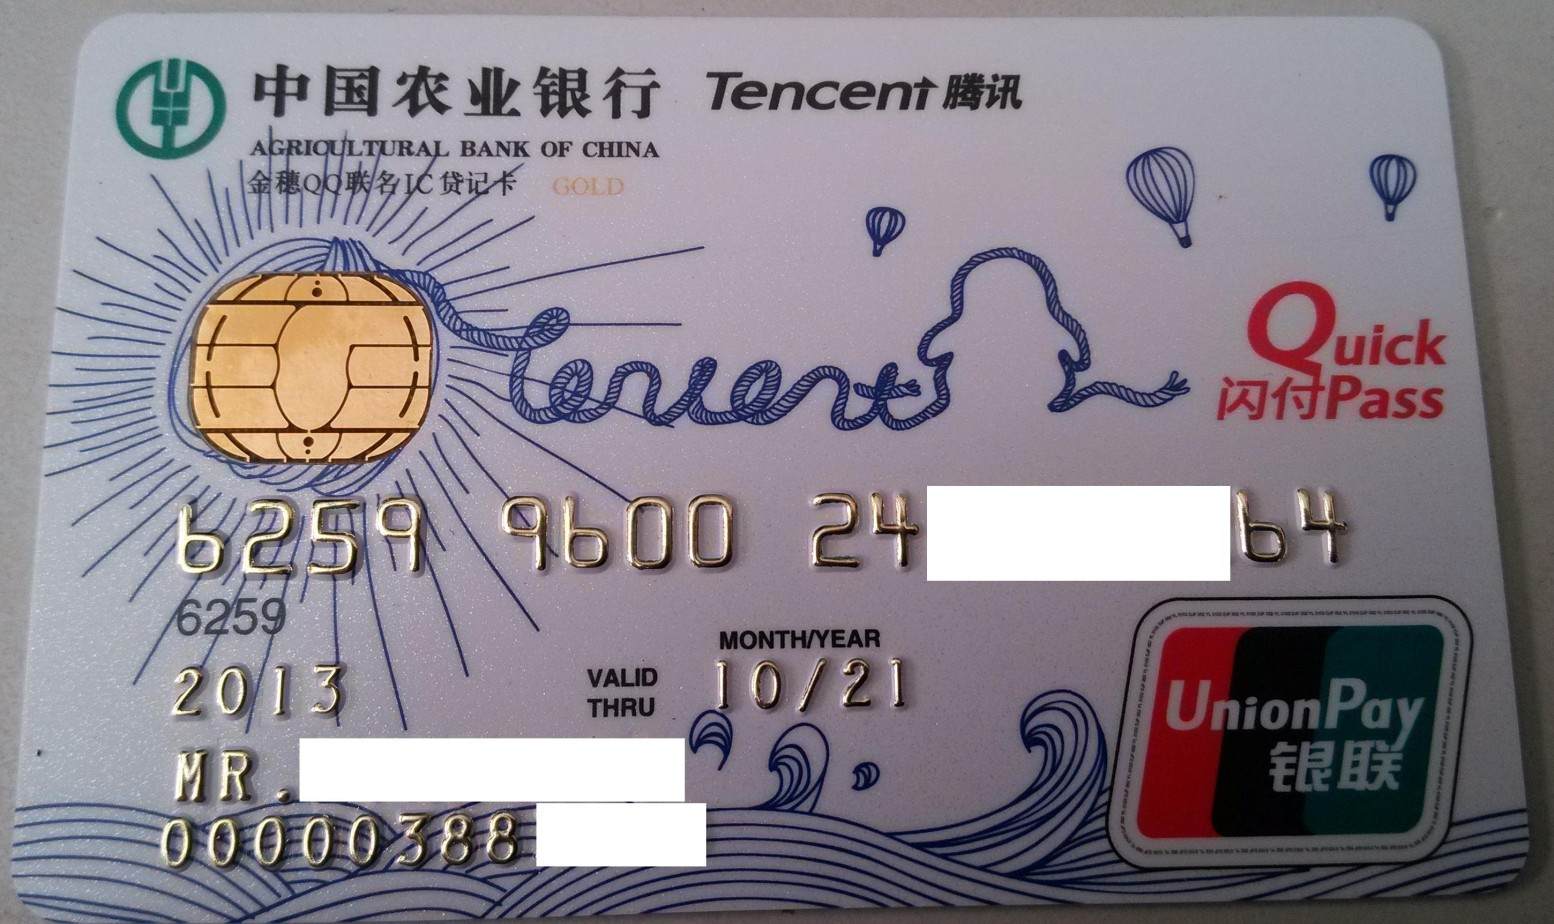 中国农业银行 Tencent 腾讯
AGRICULTURAL BANK OF CHINA
金穗QQ联名IC贷记卡 GOLD
Tencent
Quick
闪付Pass
6259 9600 24 64
6259
MONTH/YEAR
2013 VALID THRU 10/21
MR.
00000388
UnionPay
银联